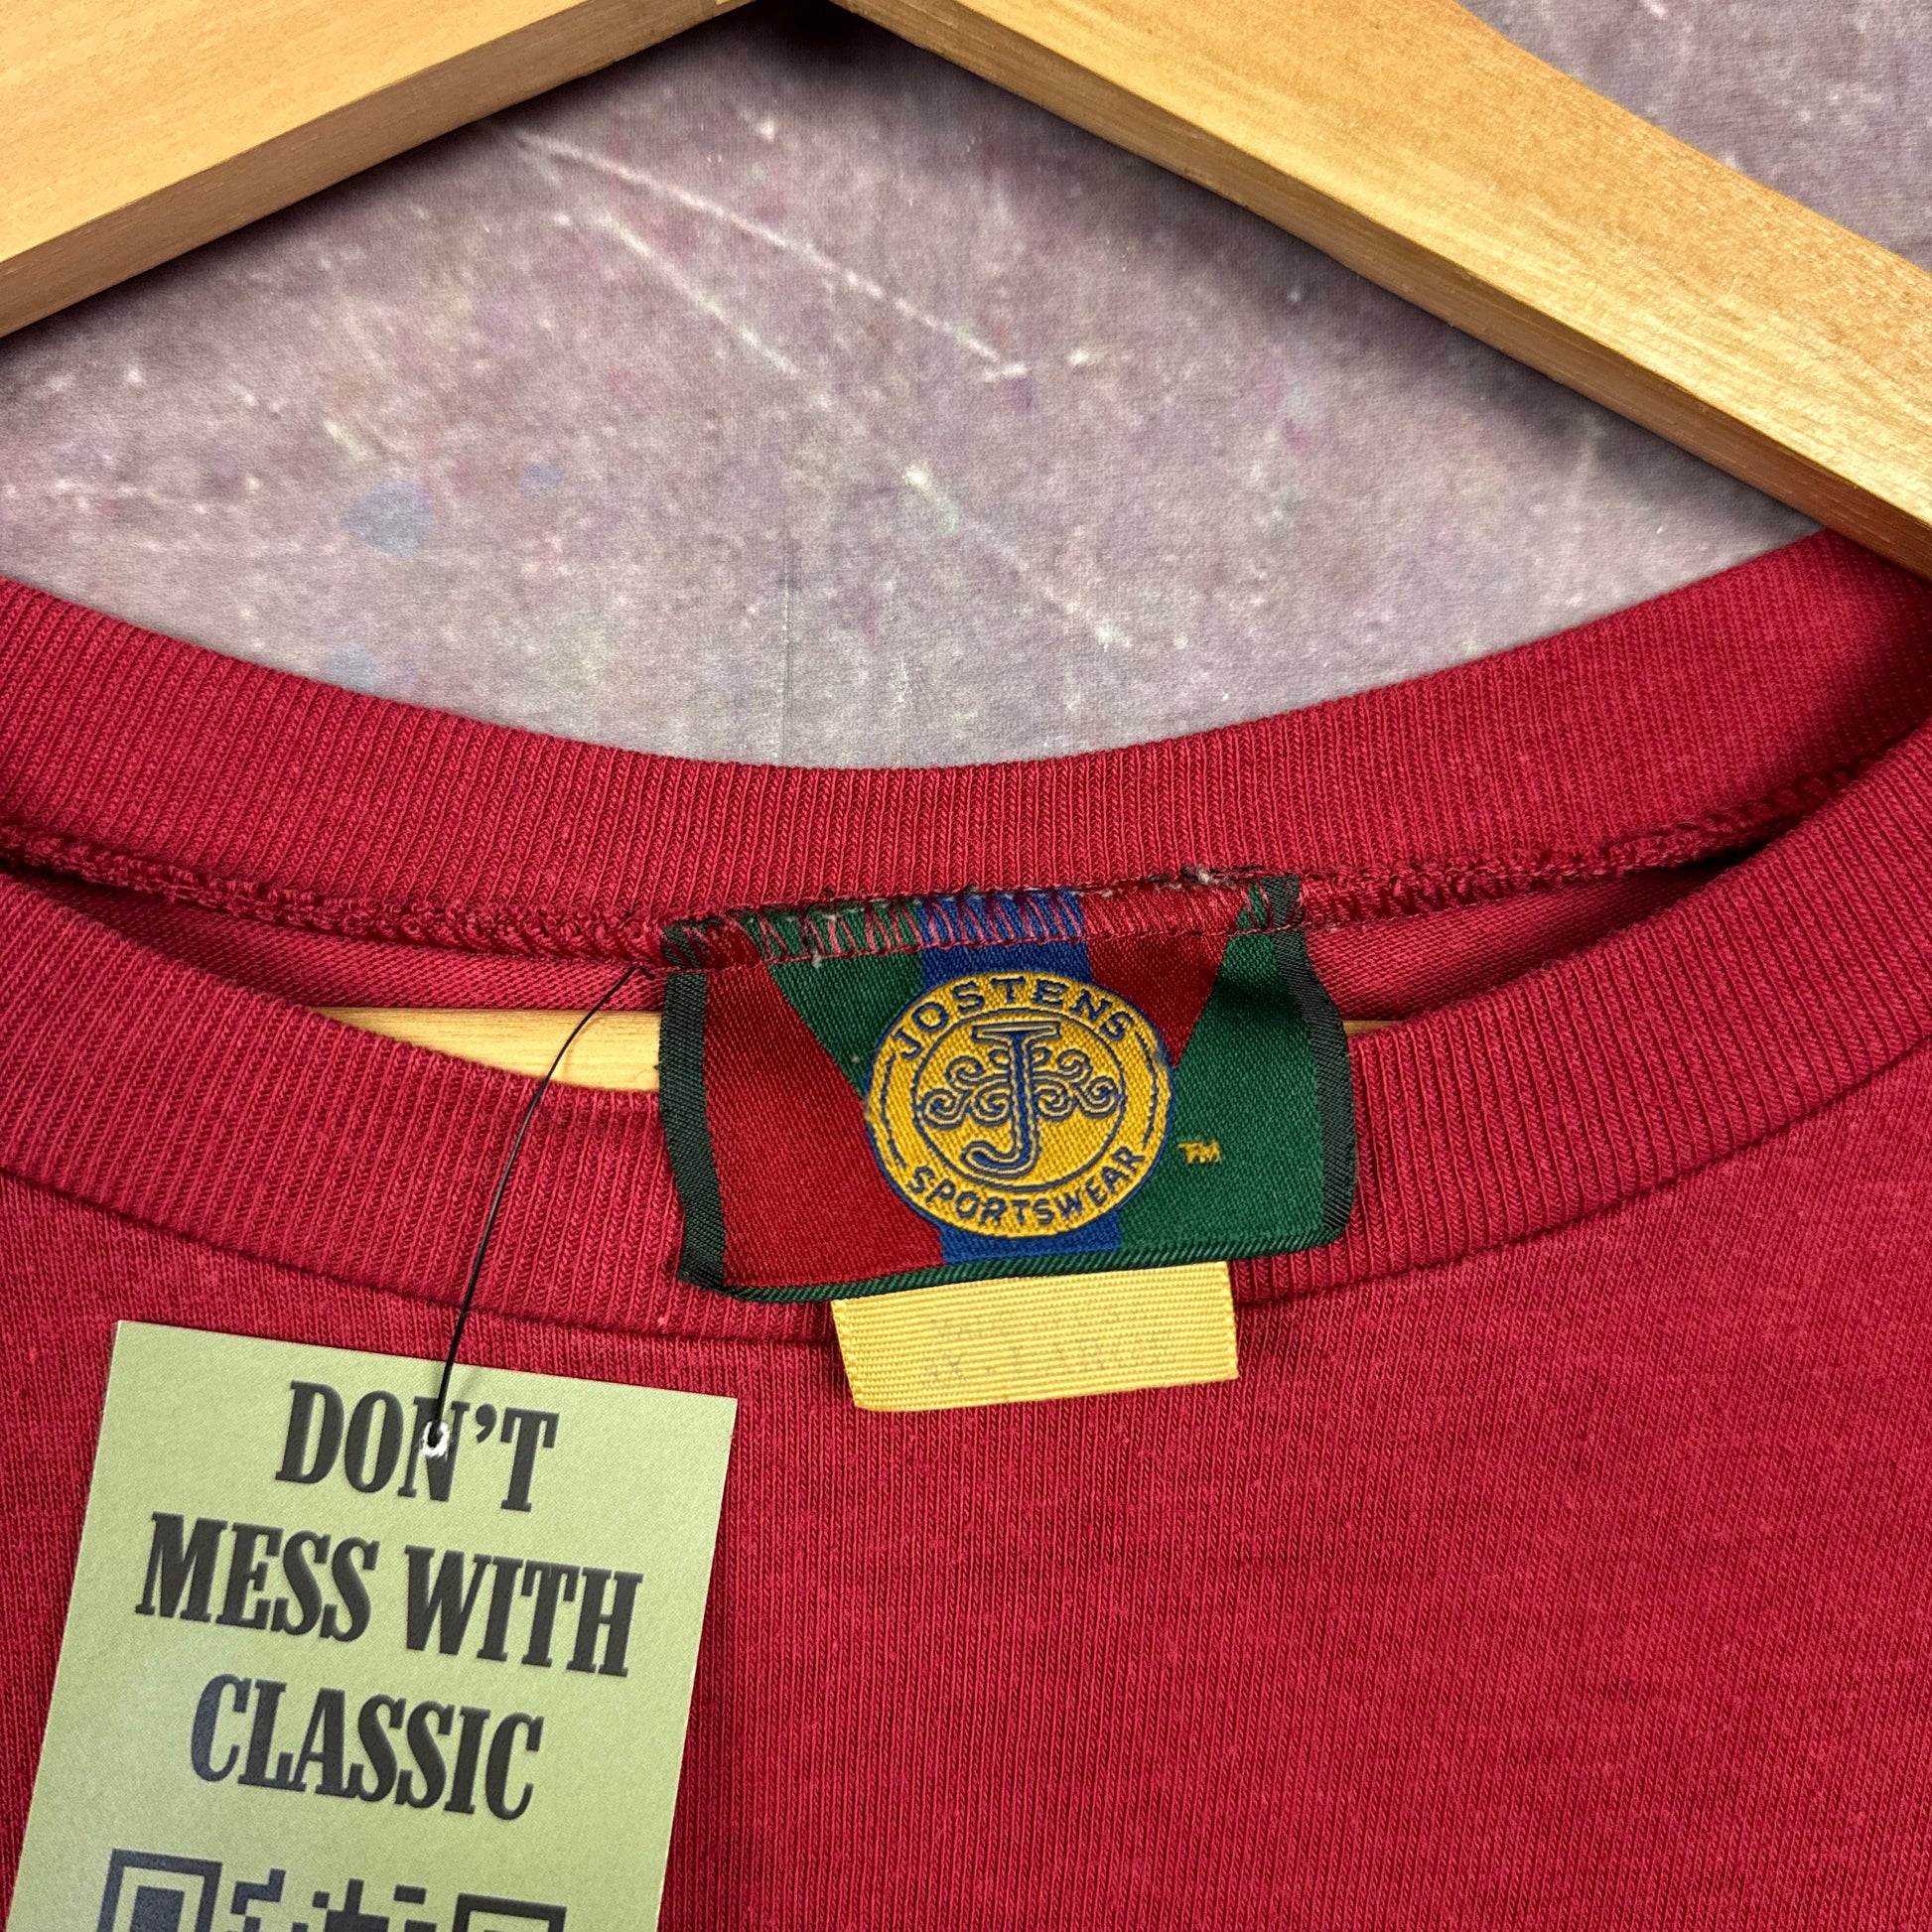 JOSTENS
J
SPORTSWEAR
™
DON'T
MESS WITH
CLASSIC